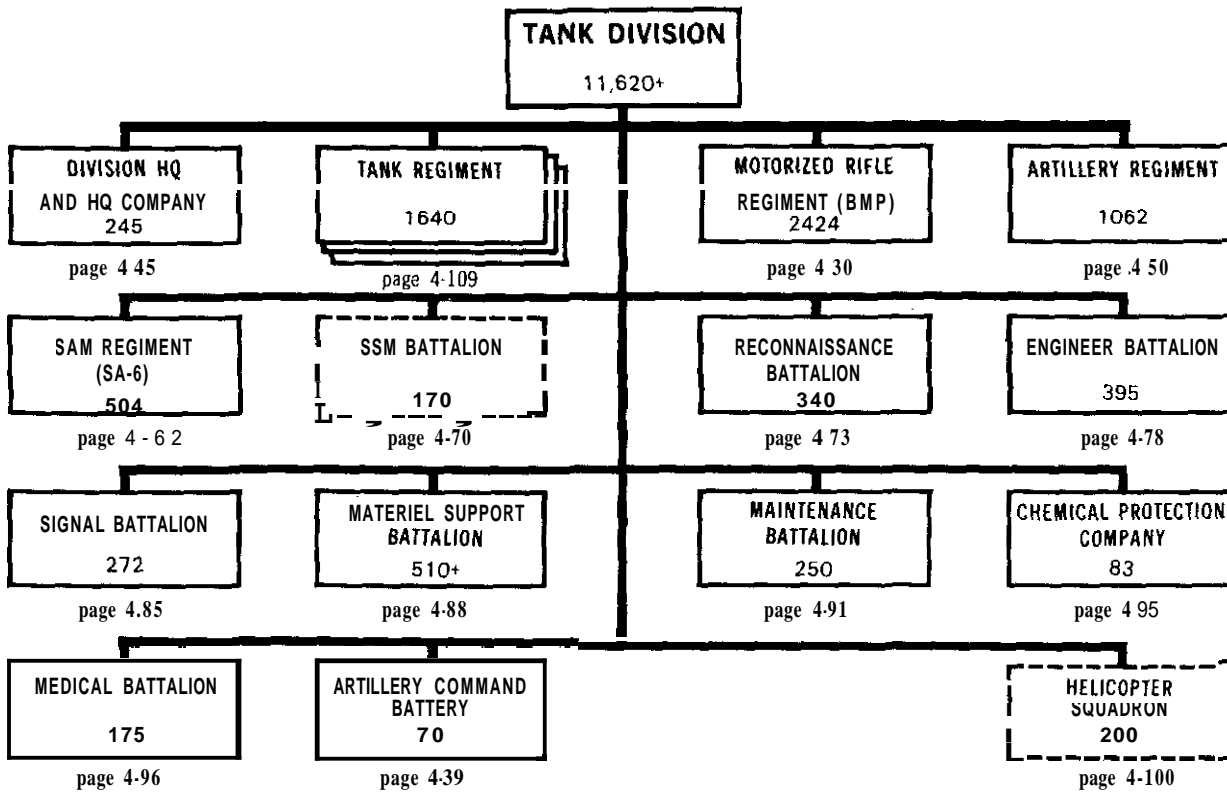 TANK DIVISION
11,620+
DIVISION HQ
AND HQ COMPANY
245
page 4 45
TANK REGIMENT
1640
page 4-109
MOTORIZED RIFLE
REGIMENT (BMP)
2424
page 4 30
ARTILLERY REGIMENT
1062
page .4 50
SAM REGIMENT
(SA-6)
504
page 4-62
SSM BATTALION
170
page 4-70
RECONNAISSANCE
BATTALION
340
page 4 73
ENGINEER BATTALION
395
page 4-78
SIGNAL BATTALION
272
page 4.85
MATERIEL SUPPORT
BATTALION
510+
page 4-88
MAINTENANCE
BATTALION
250
page 4-91
CHEMICAL PROTECTION
COMPANY
83
page 4 95
MEDICAL BATTALION
175
page 4-96
ARTILLERY COMMAND
BATTERY
70
page 4-39
HELICOPTER
SQUADRON
200
page 4-100